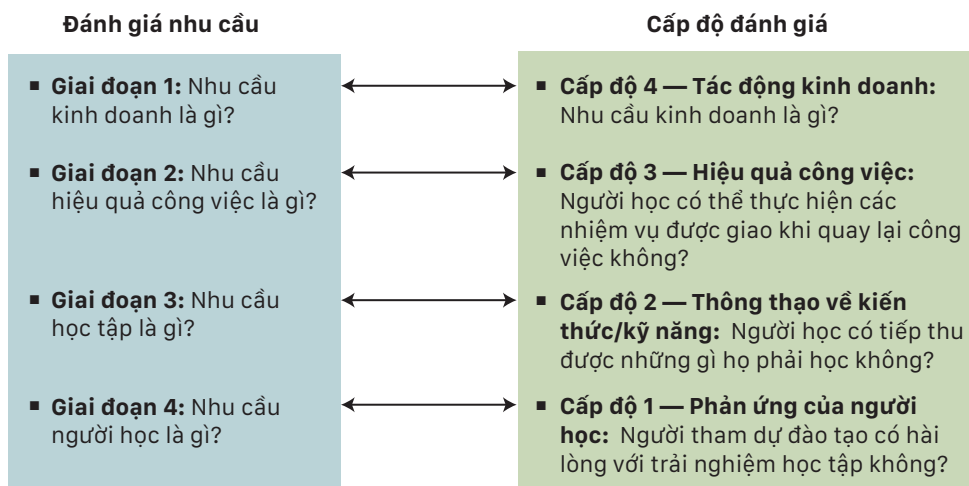 Đánh giá nhu cầu
▪ Giai đoạn 1: Nhu cầu
kinh doanh là gì?
▪ Giai đoạn 2: Nhu cầu
hiệu quả công việc là gì?
▪ Giai đoạn 3: Nhu cầu
học tập là gì?
▪ Giai đoạn 4: Nhu cầu
người học là gì?
Cấp độ đánh giá
▪ Cấp độ 4 — Tác động kinh doanh:
Nhu cầu kinh doanh là gì?
▪ Cấp độ 3 — Hiệu quả công việc:
Người học có thể thực hiện các
nhiệm vụ được giao khi quay lại công
việc không?
▪ Cấp độ 2 — Thông thạo về kiến
thức/kỹ năng: Người học có tiếp thu
được những gì họ phải học không?
▪ Cấp độ 1 — Phản ứng của người
học: Người tham dự đào tạo có hài
lòng với trải nghiệm học tập không?